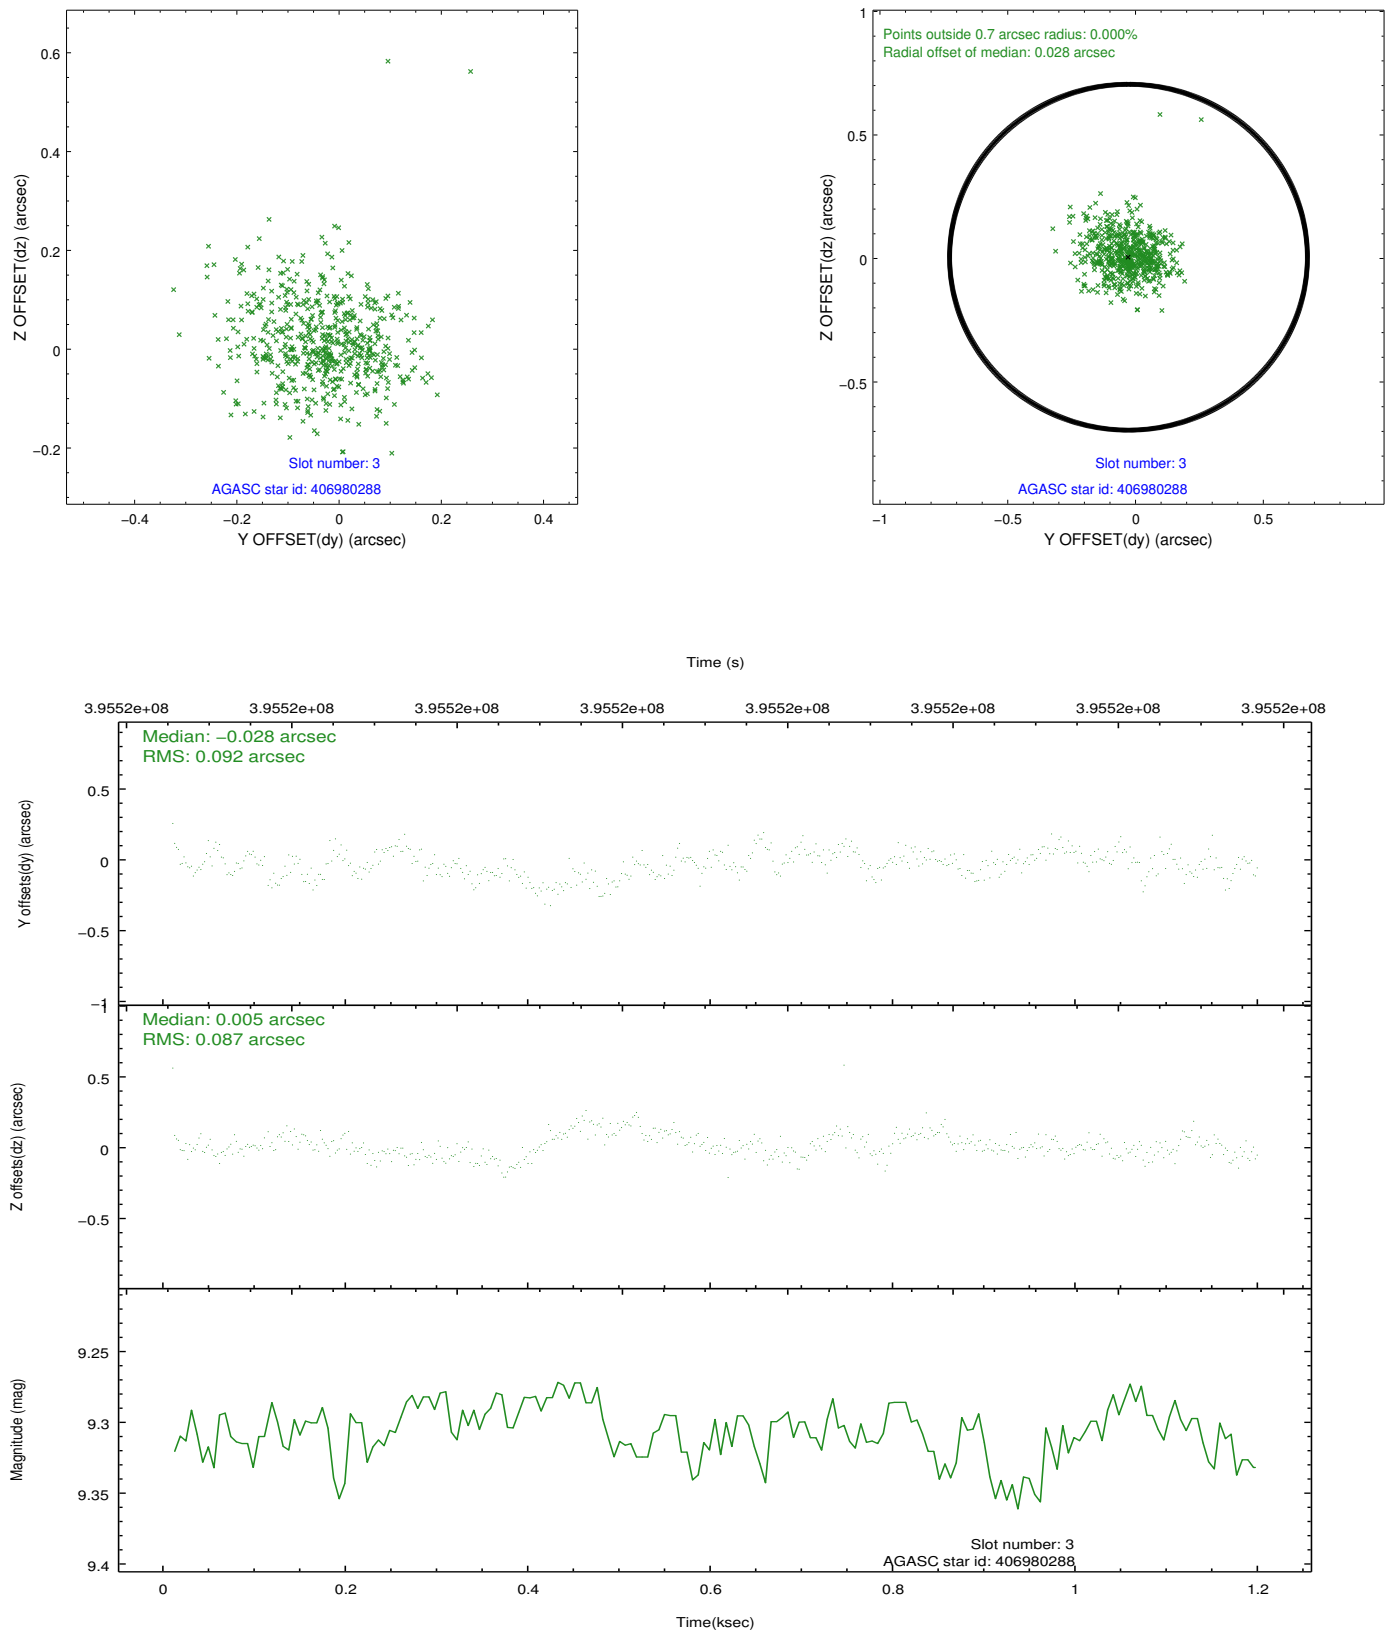 0.6
0.4
0.2
0
−0.2
Z OFFSET(dz) (arcsec)
Slot number: 3
AGASC star id: 406980288
−0.4 −0.2 0 0.2 0.4
Y OFFSET(dy) (arcsec)
1
0.5
0
−0.5
Z OFFSET(dz) (arcsec)
Points outside 0.7 arcsec radius: 0.000%
Radial offset of median: 0.028 arcsec
Slot number: 3
AGASC star id: 406980288
−1 −0.5 0 0.5
Y OFFSET(dy) (arcsec)
Time (s)
3.9552e+08 3.9552e+08 3.9552e+08 3.9552e+08 3.9552e+08 3.9552e+08 3.9552e+08 3.9552e+08
Median: −0.028 arcsec
RMS: 0.092 arcsec
0.5
0
−0.5
−1
Y offsets(dy) (arcsec)
1
Median: 0.005 arcsec
RMS: 0.087 arcsec
0.5
0
−0.5
Z offsets(dz) (arcsec)
9.25
9.3
9.35
9.4
Magnitude (mag)
Slot number: 3
AGASC star id: 406980288
0 0.2 0.4 0.6 0.8 1 1.2
Time(ksec)